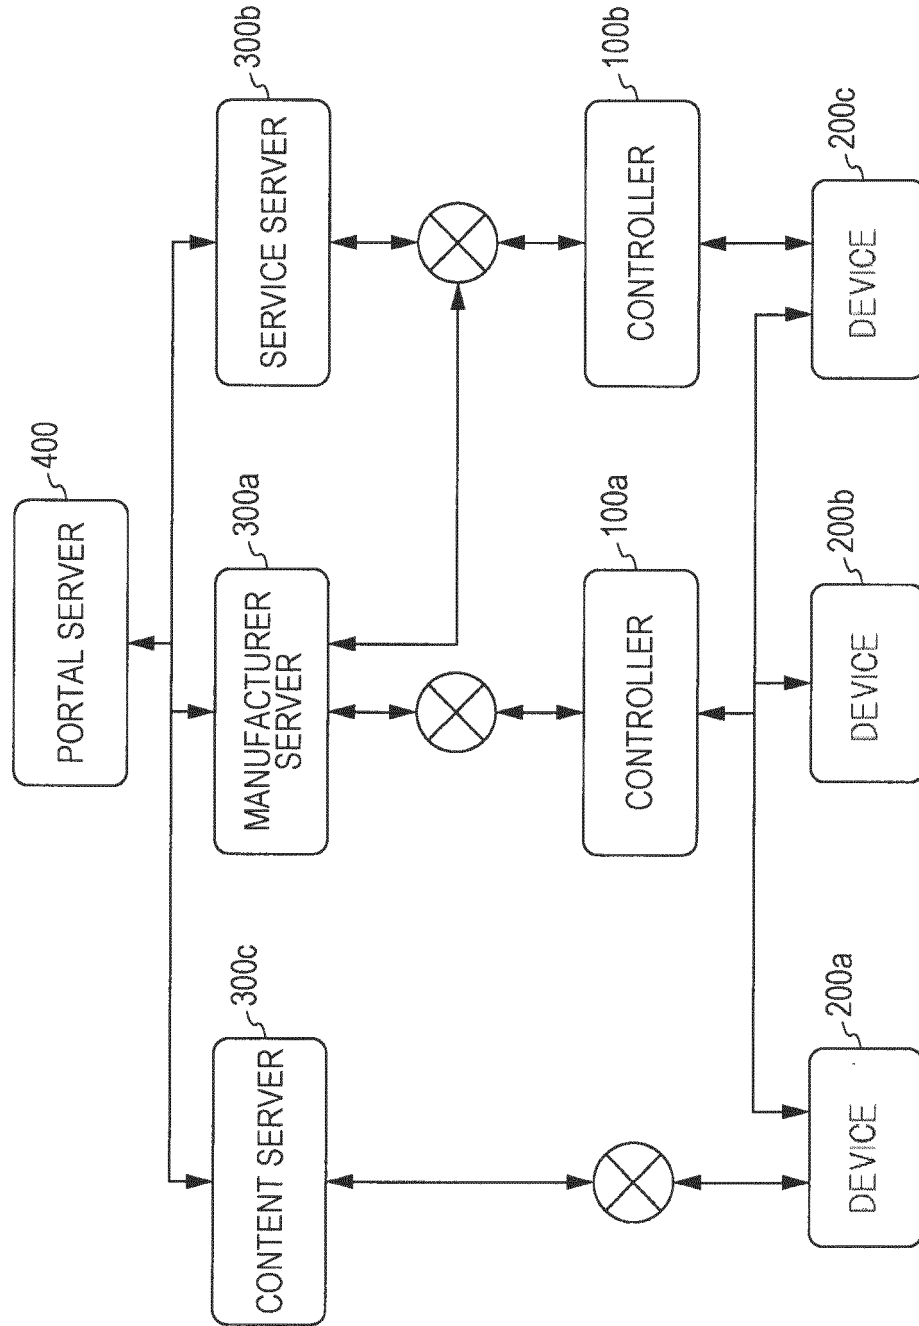 PORTAL SERVER
400
CONTENT SERVER
300c
MANUFACTURER
SERVER
300a
SERVICE SERVER
300b
CONTROLLER
100a
CONTROLLER
100b
DEVICE
200a
DEVICE
200b
DEVICE
200c